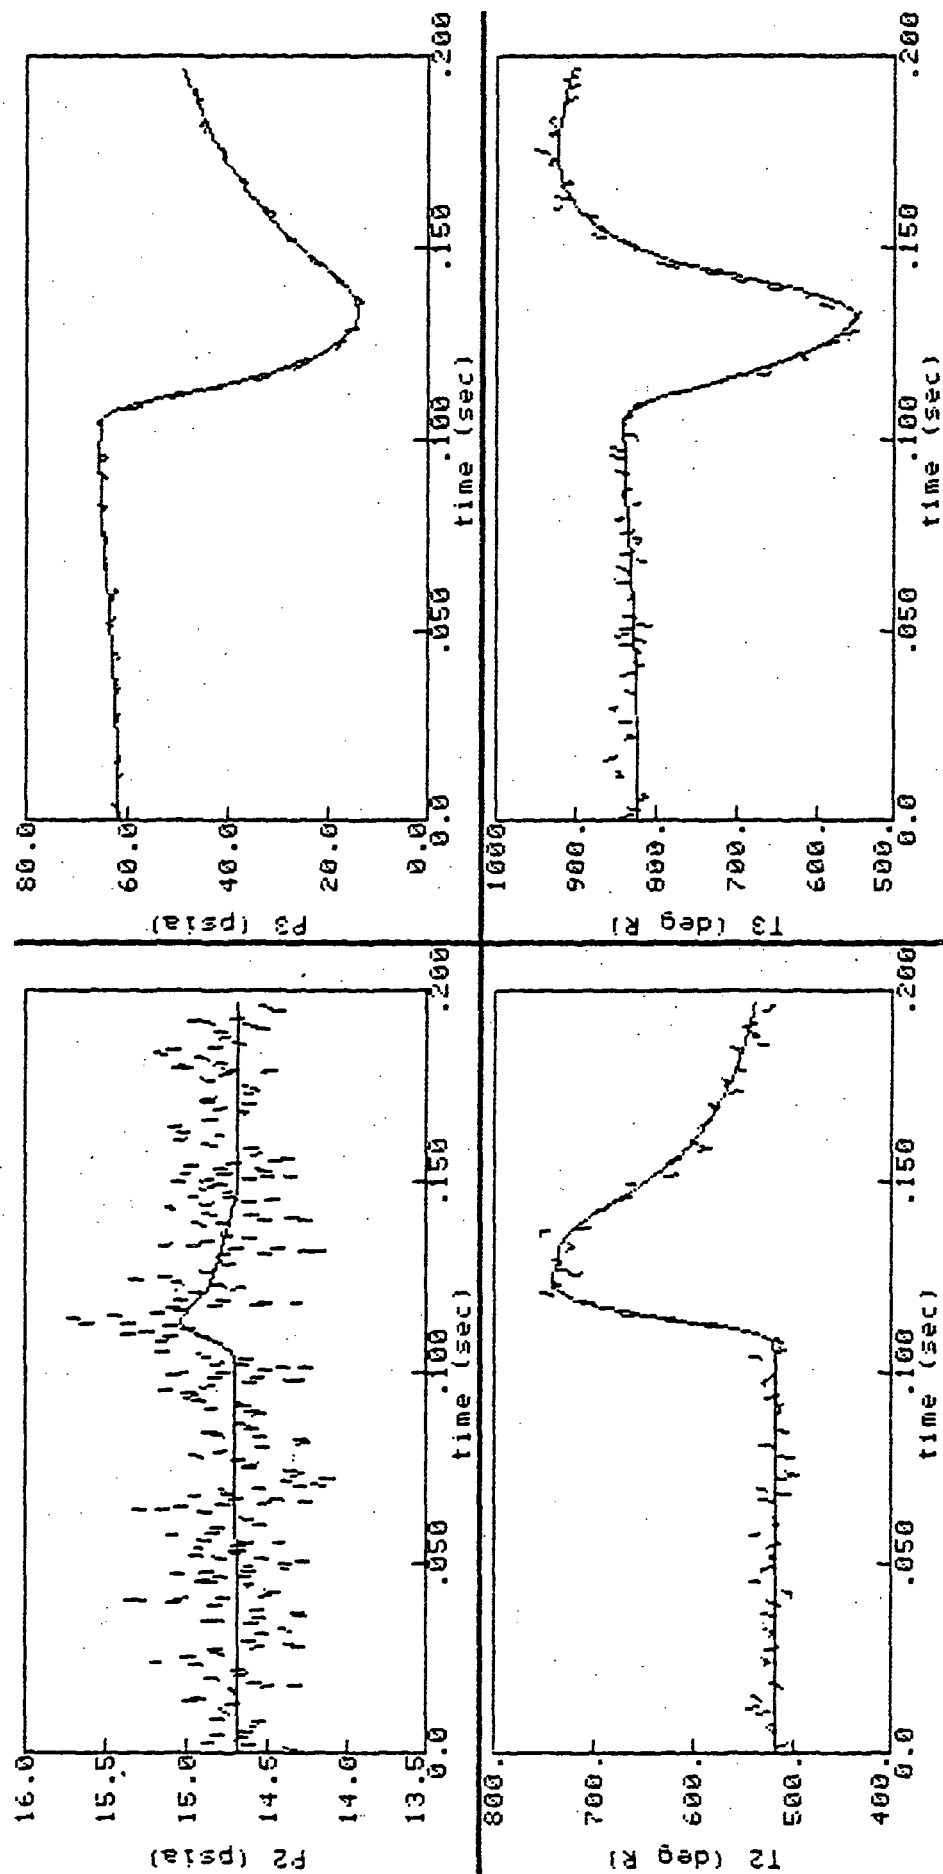 P2 (psia)
16.0
15.5
15.0
14.5
14.0
13.5
0.0 .050 .100 .150 .200
time (sec)
P3 (psia)
80.0
60.0
40.0
20.0
0.0
0.0 .050 .100 .150 .200
time (sec)
T2 (deg R)
800.
700.
600.
500.
400.
0.0 .050 .100 .150 .200
time (sec)
T3 (deg R)
1000
900.
800.
700.
600.
500.
0.0 .050 .100 .150 .200
time (sec)